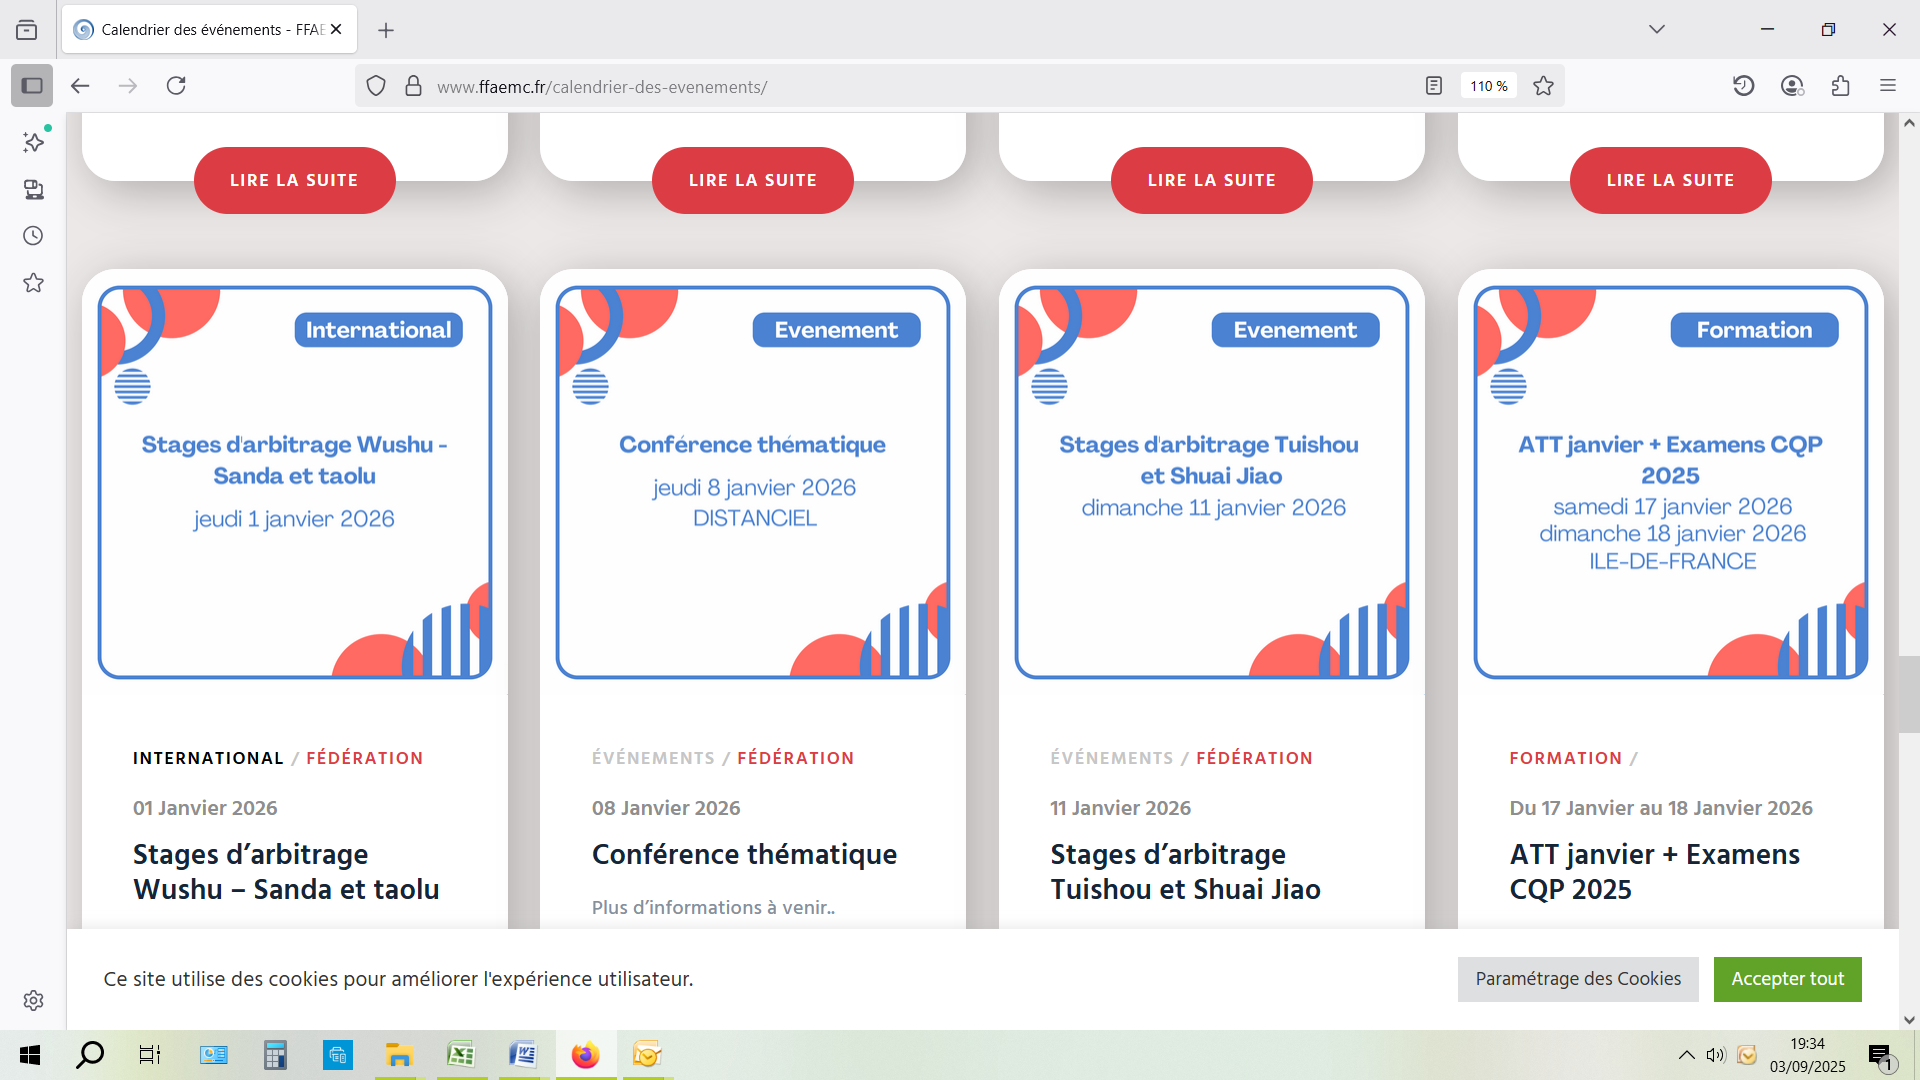 Calendrier des événements - FFAE
www.ffaemc.fr/calendrier-des-evenements/
110 %
LIRE LA SUITE
LIRE LA SUITE
LIRE LA SUITE
LIRE LA SUITE
International
Stages d'arbitrage Wushu -
Sanda et taolu
jeudi 1 janvier 2026
Evenement
Conférence thématique
jeudi 8 janvier 2026
DISTANCIEL
Evenement
Stages d'arbitrage Tuishou
et Shuai Jiao
dimanche 11 janvier 2026
Formation
ATT janvier + Examens CQP
2025
samedi 17 janvier 2026
dimanche 18 janvier 2026
ILE-DE-FRANCE
INTERNATIONAL / FÉDÉRATION
01 Janvier 2026
Stages d’arbitrage
Wushu – Sanda et taolu
ÉVÉNEMENTS / FÉDÉRATION
08 Janvier 2026
Conférence thématique
Plus d’informations à venir..
ÉVÉNEMENTS / FÉDÉRATION
11 Janvier 2026
Stages d’arbitrage
Tuishou et Shuai Jiao
FORMATION /
Du 17 Janvier au 18 Janvier 2026
ATT janvier + Examens
CQP 2025
Ce site utilise des cookies pour améliorer l'expérience utilisateur.
Paramétrage des Cookies
Accepter tout
19:34
03/09/2025
1